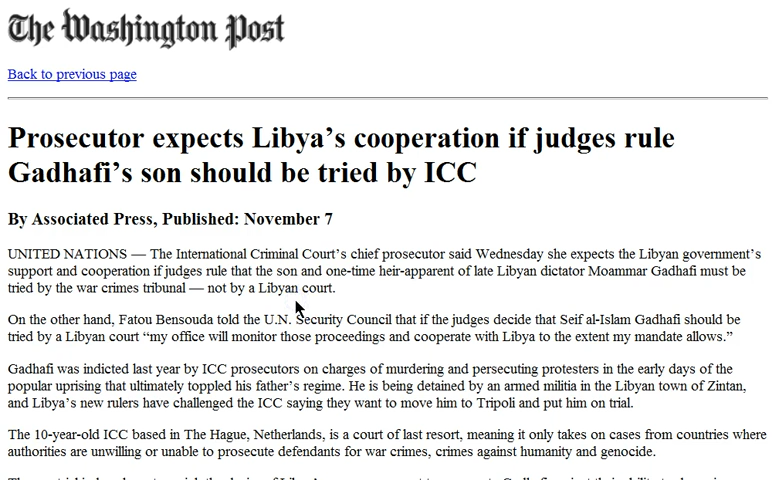 The Washington Post
Back to previous page
Prosecutor expects Libya’s cooperation if judges rule
Gadhafi’s son should be tried by ICC
By Associated Press, Published: November 7
UNITED NATIONS — The International Criminal Court’s chief prosecutor said Wednesday she expects the Libyan government’s
support and cooperation if judges rule that the son and one-time heir-apparent of late Libyan dictator Moammar Gadhafi must be
tried by the war crimes tribunal — not by a Libyan court.
On the other hand, Fatou Bensouda told the U.N. Security Council that if the judges decide that Seif al-Islam Gadhafi should be
tried by a Libyan court “my office will monitor those proceedings and cooperate with Libya to the extent my mandate allows.”
Gadhafi was indicted last year by ICC prosecutors on charges of murdering and persecuting protesters in the early days of the
popular uprising that ultimately toppled his father’s regime. He is being detained by an armed militia in the Libyan town of Zintan,
and Libya’s new rulers have challenged the ICC saying they want to move him to Tripoli and put him on trial.
The 10-year-old ICC based in The Hague, Netherlands, is a court of last resort, meaning it only takes on cases from countries where
authorities are unwilling or unable to prosecute defendants for war crimes, crimes against humanity and genocide.